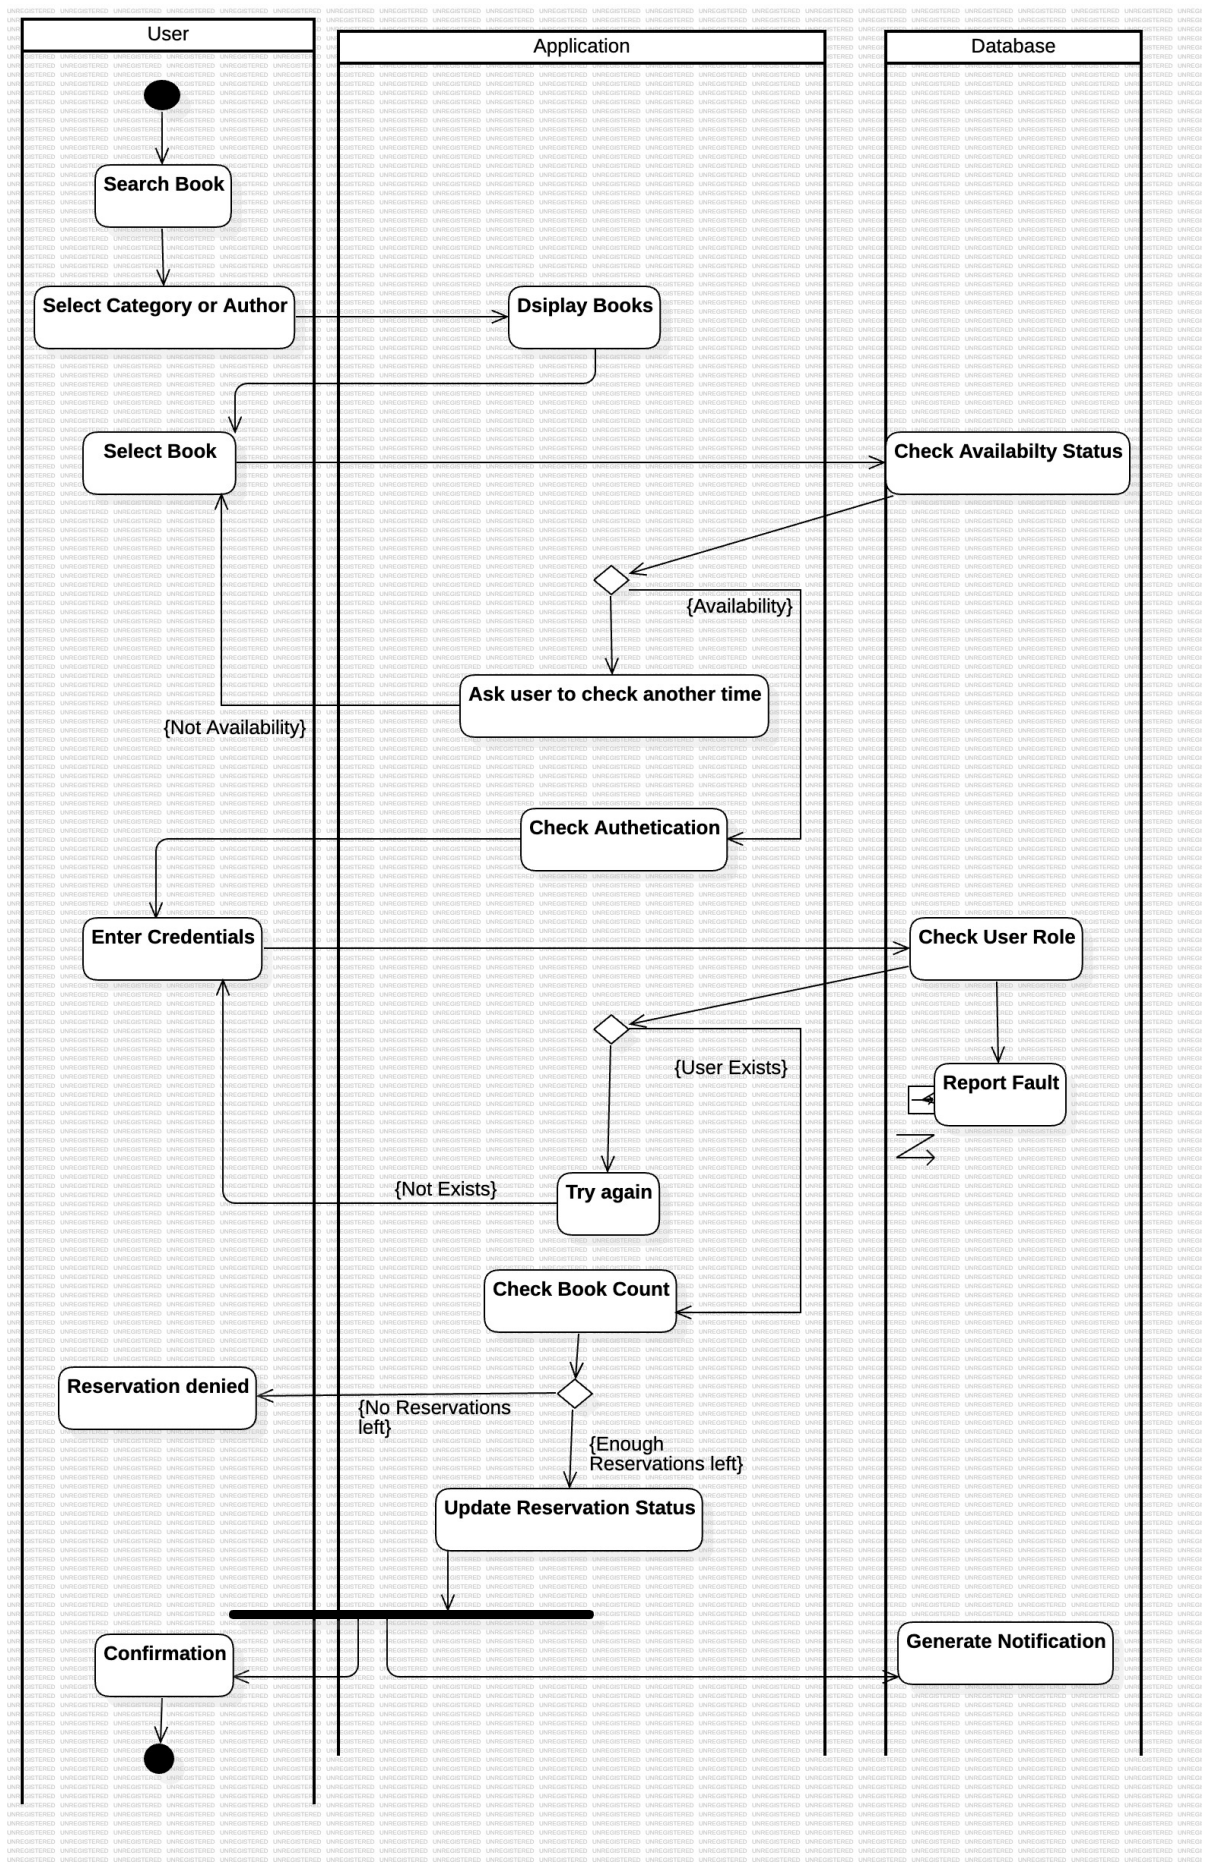 User
Application
Database
Search Book
Select Category or Author
Dsiplay Books
Select Book
Check Availabilty Status
{Availability}
Ask user to check another time
{Not Availability}
Check Authetication
Enter Credentials
Check User Role
{User Exists}
Report Fault
{Not Exists}
Try again
Check Book Count
Reservation denied
{No Reservations
left}
{Enough
Reservations left}
Update Reservation Status
Generate Notification
Confirmation